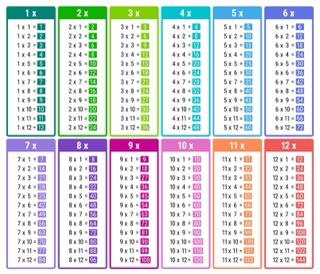 1 x
1 x 1 = 1
1 x 2 = 2
1 x 3 = 3
1 x 4 = 4
1 x 5 = 5
1 x 6 = 6
1 x 7 = 7
1 x 8 = 8
1 x 9 = 9
1 x 10 = 10
1 x 11 = 11
1 x 12 = 12
2 x
2 x 1 = 2
2 x 2 = 4
2 x 3 = 6
2 x 4 = 8
2 x 5 = 10
2 x 6 = 12
2 x 7 = 14
2 x 8 = 16
2 x 9 = 18
2 x 10 = 20
2 x 11 = 22
2 x 12 = 24
3 x
3 x 1 = 3
3 x 2 = 6
3 x 3 = 9
3 x 4 = 12
3 x 5 = 15
3 x 6 = 18
3 x 7 = 21
3 x 8 = 24
3 x 9 = 27
3 x 10 = 30
3 x 11 = 33
3 x 12 = 36
4 x
4 x 1 = 4
4 x 2 = 8
4 x 3 = 12
4 x 4 = 16
4 x 5 = 20
4 x 6 = 24
4 x 7 = 28
4 x 8 = 32
4 x 9 = 36
4 x 10 = 40
4 x 11 = 44
4 x 12 = 48
5 x
5 x 1 = 5
5 x 2 = 10
5 x 3 = 15
5 x 4 = 20
5 x 5 = 25
5 x 6 = 30
5 x 7 = 35
5 x 8 = 40
5 x 9 = 45
5 x 10 = 50
5 x 11 = 55
5 x 12 = 60
6 x
6 x 1 = 6
6 x 2 = 12
6 x 3 = 18
6 x 4 = 24
6 x 5 = 30
6 x 6 = 36
6 x 7 = 42
6 x 8 = 48
6 x 9 = 54
6 x 10 = 60
6 x 11 = 66
6 x 12 = 72
7 x
7 x 1 = 7
7 x 2 = 14
7 x 3 = 21
7 x 4 = 28
7 x 5 = 35
7 x 6 = 42
7 x 7 = 49
7 x 8 = 56
7 x 9 = 63
7 x 10 = 70
7 x 11 = 77
7 x 12 = 84
8 x
8 x 1 = 8
8 x 2 = 16
8 x 3 = 24
8 x 4 = 32
8 x 5 = 40
8 x 6 = 48
8 x 7 = 56
8 x 8 = 64
8 x 9 = 72
8 x 10 = 80
8 x 11 = 88
8 x 12 = 96
9 x
9 x 1 = 9
9 x 2 = 18
9 x 3 = 27
9 x 4 = 36
9 x 5 = 45
9 x 6 = 54
9 x 7 = 63
9 x 8 = 72
9 x 9 = 81
9 x 10 = 90
9 x 11 = 99
9 x 12 = 108
10 x
10 x 1 = 10
10 x 2 = 20
10 x 3 = 30
10 x 4 = 40
10 x 5 = 50
10 x 6 = 60
10 x 7 = 70
10 x 8 = 80
10 x 9 = 90
10 x 10 = 100
10 x 11 = 110
10 x 12 = 120
11 x
11 x 1 = 11
11 x 2 = 22
11 x 3 = 33
11 x 4 = 44
11 x 5 = 55
11 x 6 = 66
11 x 7 = 77
11 x 8 = 88
11 x 9 = 99
11 x 10 = 110
11 x 11 = 121
11 x 12 = 132
12 x
12 x 1 = 12
12 x 2 = 24
12 x 3 = 36
12 x 4 = 48
12 x 5 = 60
12 x 6 = 72
12 x 7 = 84
12 x 8 = 96
12 x 9 = 108
12 x 10 = 120
12 x 11 = 132
12 x 12 = 144